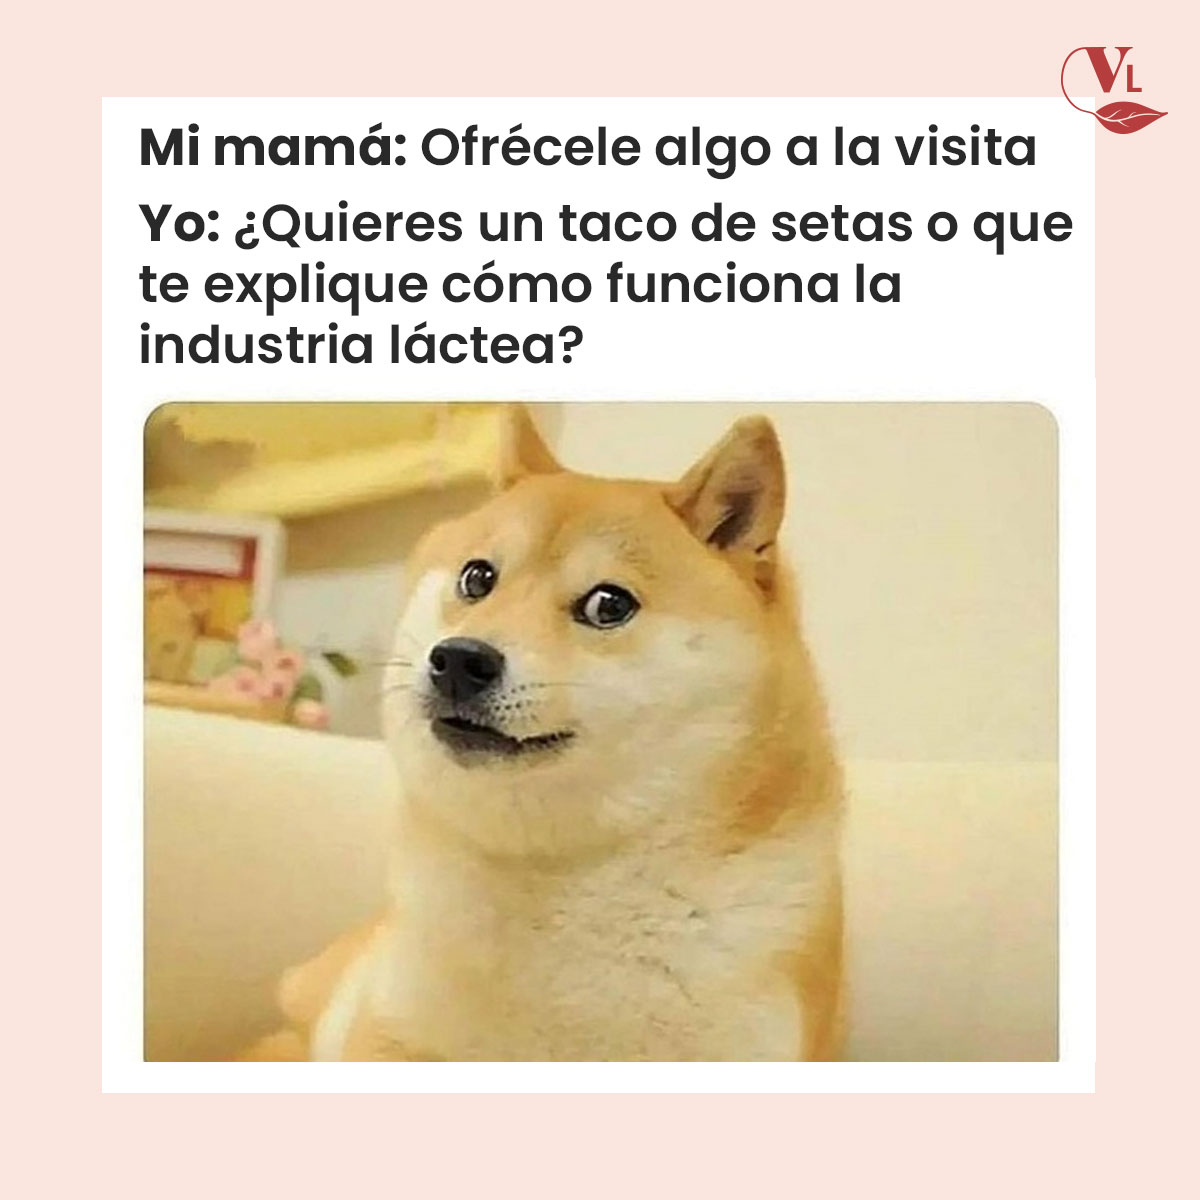 VL
Mi mamá: Ofrécele algo a la visita
Yo: ¿Quieres un taco de setas o que
te explique cómo funciona la
industria láctea?